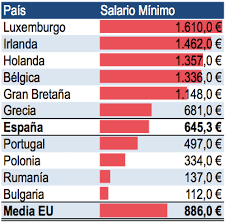 País Salario Mínimo
Luxemburgo 1.610,0 €
Irlanda 1.462,0 €
Holanda 1.357,0 €
Bélgica 1.336,0 €
Gran Bretaña 1.148,0 €
Grecia 681,0 €
España 645,3 €
Portugal 497,0 €
Polonia 334,0 €
Rumanía 137,0 €
Bulgaria 112,0 €
Media EU 886,0 €